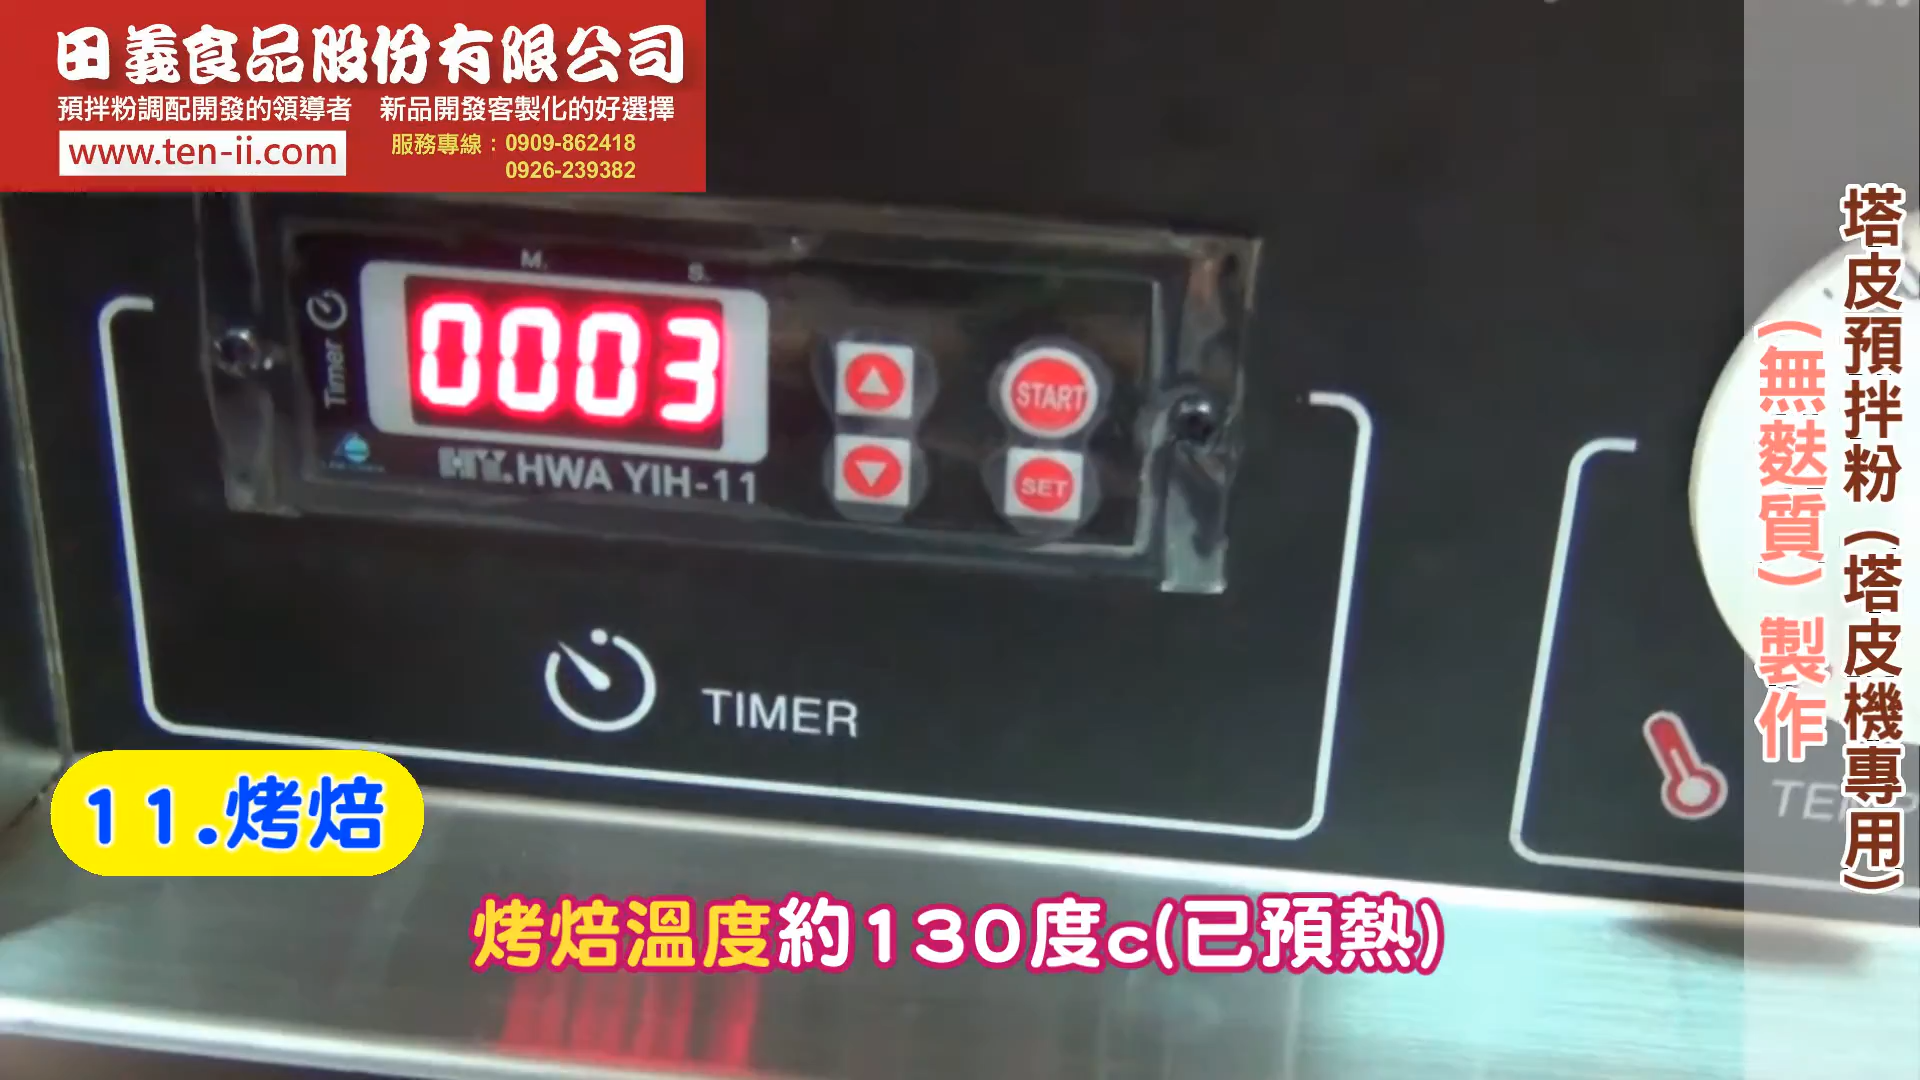 田義食品股份有限公司
預拌粉調配開發的領導者 新品開發客製化的好選擇
www.ten-ii.com
服務專線：0909-862418
0926-239382
塔皮預拌粉（塔皮機專用）
（無麩質）製作
M. S.
0003
Timer
HY.HWA YIH-11
START
SET
TIMER
11.烤焙
烤焙溫度約130度c(已預熱)